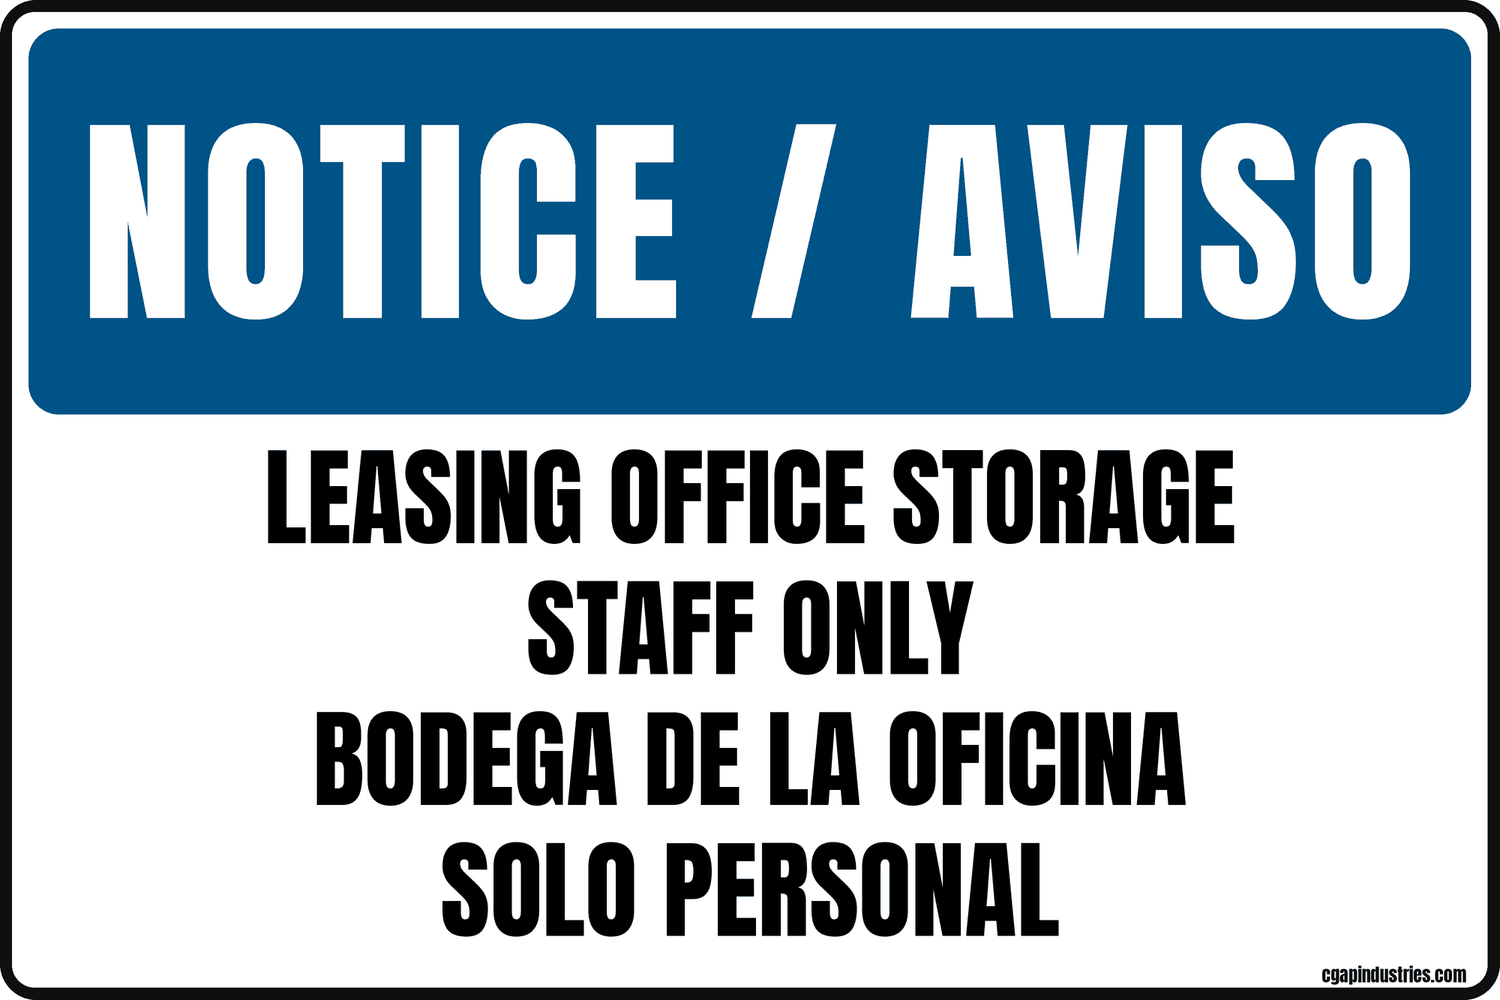 NOTICE / AVISO
LEASING OFFICE STORAGE
STAFF ONLY
BODEGA DE LA OFICINA
SOLO PERSONAL
cgapindustries.com